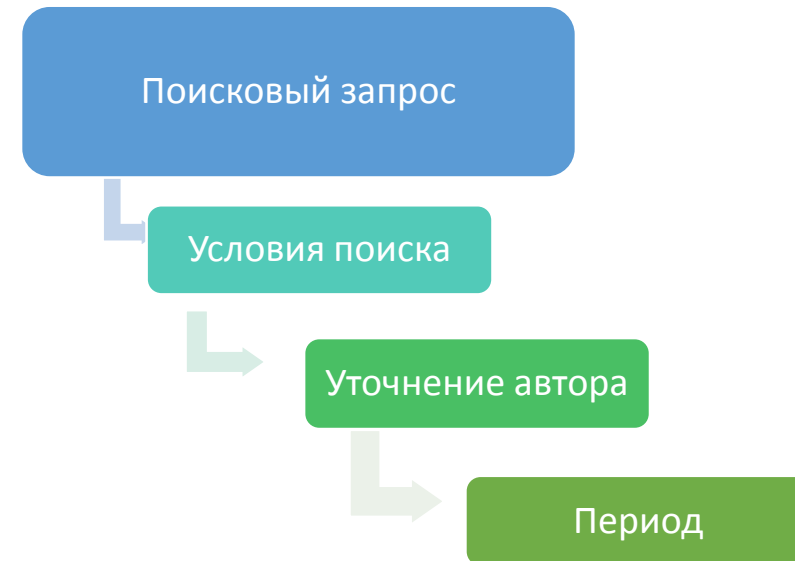 Поисковый запрос
Условия поиска
Уточнение автора
Период